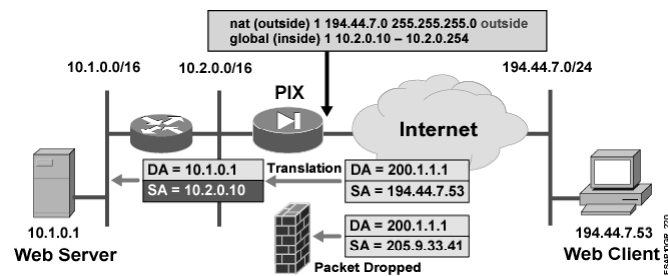 nat (outside) 1 194.44.7.0 255.255.255.0 outside
global (inside) 1 10.2.0.10 – 10.2.0.254
10.1.0.0/16
10.2.0.0/16
194.44.7.0/24
PIX
Internet
DA = 10.1.0.1
SA = 10.2.0.10
Translation
DA = 200.1.1.1
SA = 194.44.7.53
DA = 200.1.1.1
SA = 205.9.33.41
Packet Dropped
10.1.0.1
Web Server
194.44.7.53
Web Client